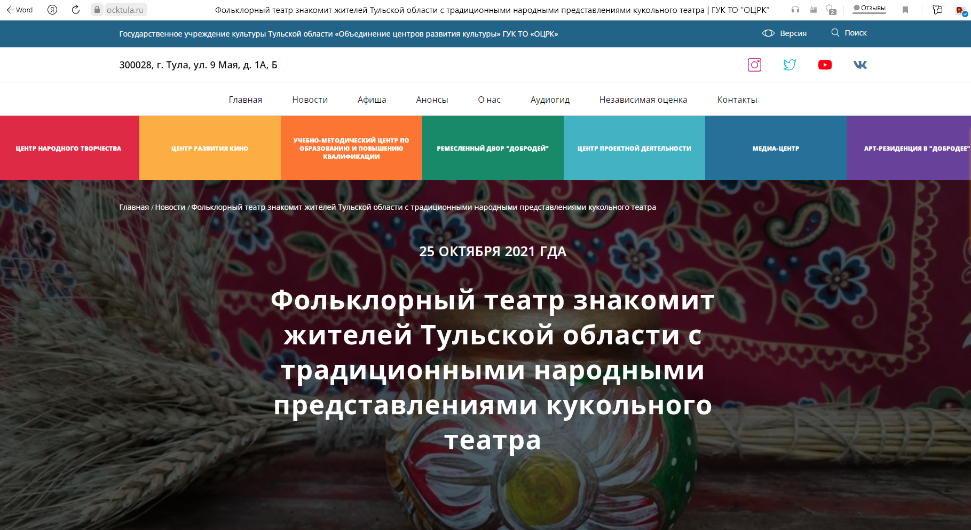 Word
ocktula.ru
Фольклорный театр знакомит жителей Тульской области с традиционными народными представлениями кукольного театра | ГУК ТО "ОЦРК"
Отзывы
Государственное учреждение культуры Тульской области «Объединение центров развития культуры» ГУК ТО «ОЦРК»
Версия
Поиск
300028, г. Тула, ул. 9 Мая, д. 1А, Б
Главная Новости Афиша Анонсы О нас Аудиогид Независимая оценка Контакты
ЦЕНТР НАРОДНОГО ТВОРЧЕСТВА
ЦЕНТР РАЗВИТИЯ КИНО
УЧЕБНО-МЕТОДИЧЕСКИЙ ЦЕНТР ПО
ОБРАЗОВАНИЮ И ПОВЫШЕНИЮ
КВАЛИФИКАЦИИ
РЕМЕСЛЕННЫЙ ДВОР "ДОБРОДЕЙ"
ЦЕНТР ПРОЕКТНОЙ ДЕЯТЕЛЬНОСТИ
МЕДИА-ЦЕНТР
АРТ-РЕЗИДЕНЦИЯ В "ДОБРОДЕЕ"
Главная / Новости / Фольклорный театр знакомит жителей Тульской области с традиционными народными представлениями кукольного театра
25 ОКТЯБРЯ 2021 ГДА
Фольклорный театр знакомит
жителей Тульской области с
традиционными народными
представлениями кукольного
театра